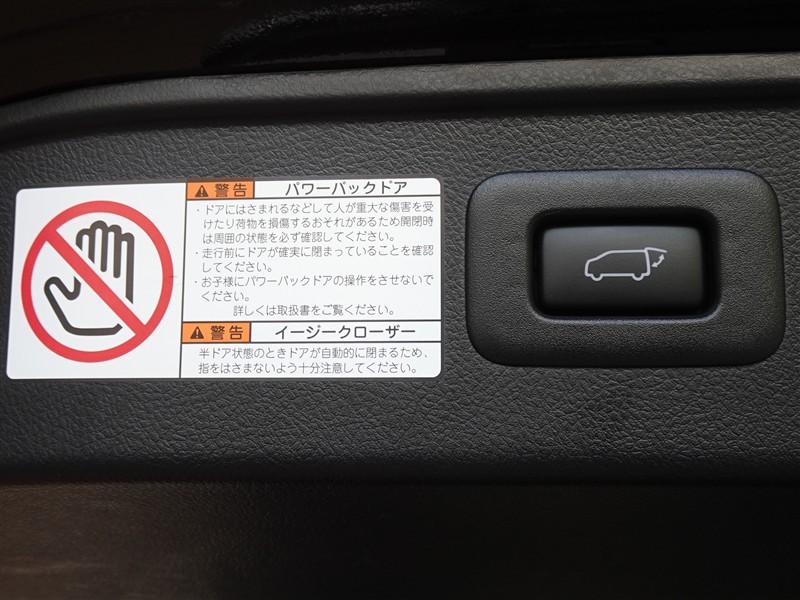 警告 パワーバックドア
・ドアにはさまれるなどして人が重大な傷害を受
けたり荷物を損傷するおそれがあるため開閉時
は周囲の状態を必ず確認してください。
・走行前にドアが確実に閉まっていることを確認
してください。
・お子様にパワーバックドアの操作をさせないで
ください。
詳しくは取扱書をご覧ください。
警告 イージークローザー
半ドア状態のときドアが自動的に閉まるため、
指をはさまないよう十分注意してください。